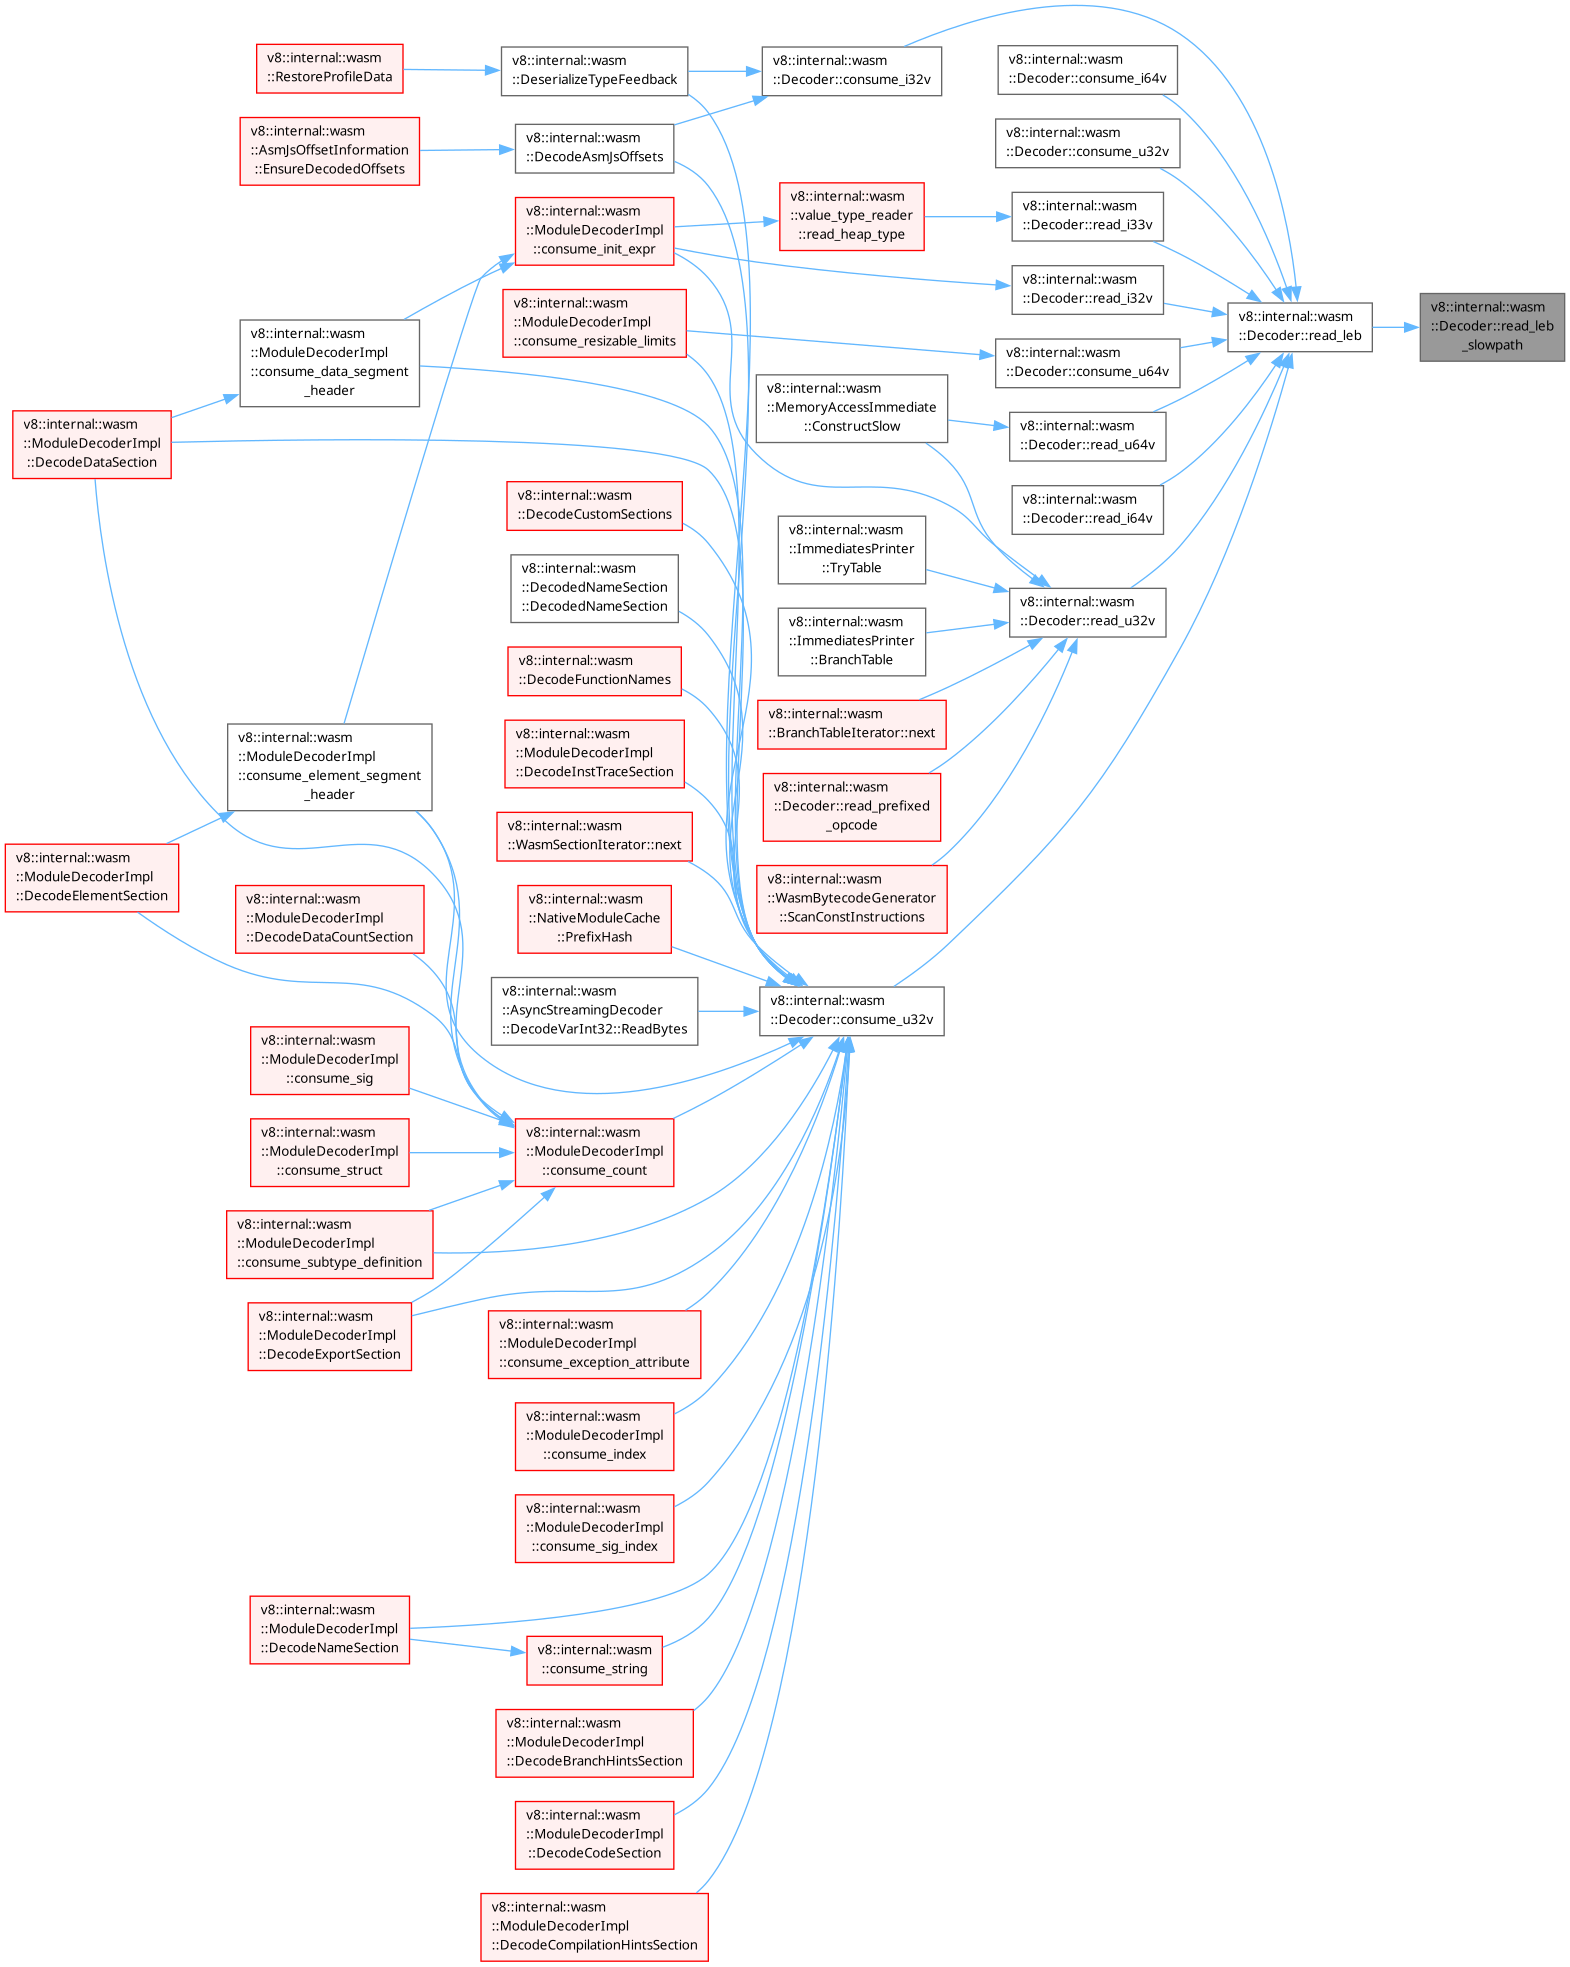 v8::internal::wasm
::RestoreProfileData
v8::internal::wasm
::DeserializeTypeFeedback
v8::internal::wasm
::Decoder::consume_i32v
v8::internal::wasm
::Decoder::consume_i64v
v8::internal::wasm
::AsmJsOffsetInformation
::EnsureDecodedOffsets
v8::internal::wasm
::DecodeAsmJsOffsets
v8::internal::wasm
::Decoder::consume_u32v
v8::internal::wasm
::ModuleDecoderImpl
::consume_init_expr
v8::internal::wasm
::value_type_reader
::read_heap_type
v8::internal::wasm
::Decoder::read_i33v
v8::internal::wasm
::Decoder::read_i32v
v8::internal::wasm
::ModuleDecoderImpl
::consume_resizable_limits
v8::internal::wasm
::Decoder::consume_u64v
v8::internal::wasm
::Decoder::read_leb
v8::internal::wasm
::Decoder::read_leb
_slowpath
v8::internal::wasm
::ModuleDecoderImpl
::consume_data_segment
_header
v8::internal::wasm
::MemoryAccessImmediate
::ConstructSlow
v8::internal::wasm
::Decoder::read_u64v
v8::internal::wasm
::ModuleDecoderImpl
::DecodeDataSection
v8::internal::wasm
::DecodeCustomSections
v8::internal::wasm
::Decoder::read_i64v
v8::internal::wasm
::DecodedNameSection
::DecodedNameSection
v8::internal::wasm
::ImmediatesPrinter
::TryTable
v8::internal::wasm
::Decoder::read_u32v
v8::internal::wasm
::ImmediatesPrinter
::BranchTable
v8::internal::wasm
::DecodeFunctionNames
v8::internal::wasm
::BranchTableIterator::next
v8::internal::wasm
::ModuleDecoderImpl
::consume_element_segment
_header
v8::internal::wasm
::ModuleDecoderImpl
::DecodeInstTraceSection
v8::internal::wasm
::Decoder::read_prefixed
_opcode
v8::internal::wasm
::WasmSectionIterator::next
v8::internal::wasm
::ModuleDecoderImpl
::DecodeElementSection
v8::internal::wasm
::WasmBytecodeGenerator
::ScanConstInstructions
v8::internal::wasm
::ModuleDecoderImpl
::DecodeDataCountSection
v8::internal::wasm
::NativeModuleCache
::PrefixHash
v8::internal::wasm
::AsyncStreamingDecoder
::DecodeVarInt32::ReadBytes
v8::internal::wasm
::Decoder::consume_u32v
v8::internal::wasm
::ModuleDecoderImpl
::consume_sig
v8::internal::wasm
::ModuleDecoderImpl
::consume_struct
v8::internal::wasm
::ModuleDecoderImpl
::consume_count
v8::internal::wasm
::ModuleDecoderImpl
::consume_subtype_definition
v8::internal::wasm
::ModuleDecoderImpl
::DecodeExportSection
v8::internal::wasm
::ModuleDecoderImpl
::consume_exception_attribute
v8::internal::wasm
::ModuleDecoderImpl
::consume_index
v8::internal::wasm
::ModuleDecoderImpl
::consume_sig_index
v8::internal::wasm
::ModuleDecoderImpl
::DecodeNameSection
v8::internal::wasm
::consume_string
v8::internal::wasm
::ModuleDecoderImpl
::DecodeBranchHintsSection
v8::internal::wasm
::ModuleDecoderImpl
::DecodeCodeSection
v8::internal::wasm
::ModuleDecoderImpl
::DecodeCompilationHintsSection